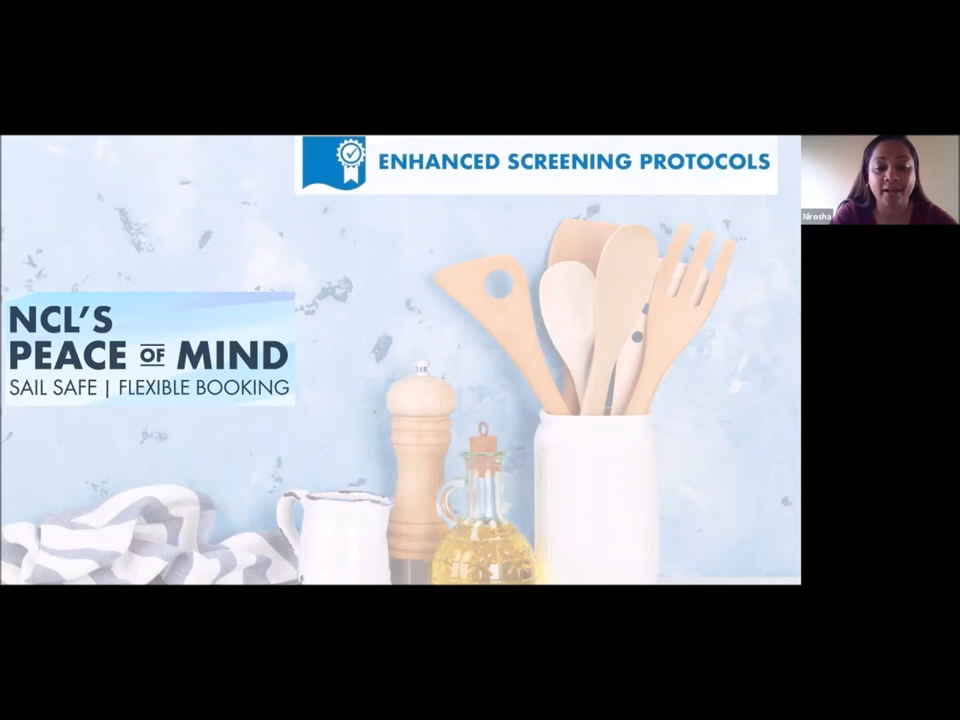 ENHANCED SCREENING PROTOCOLS
Nirosha
NCL'S
PEACE OF MIND
SAIL SAFE | FLEXIBLE BOOKING